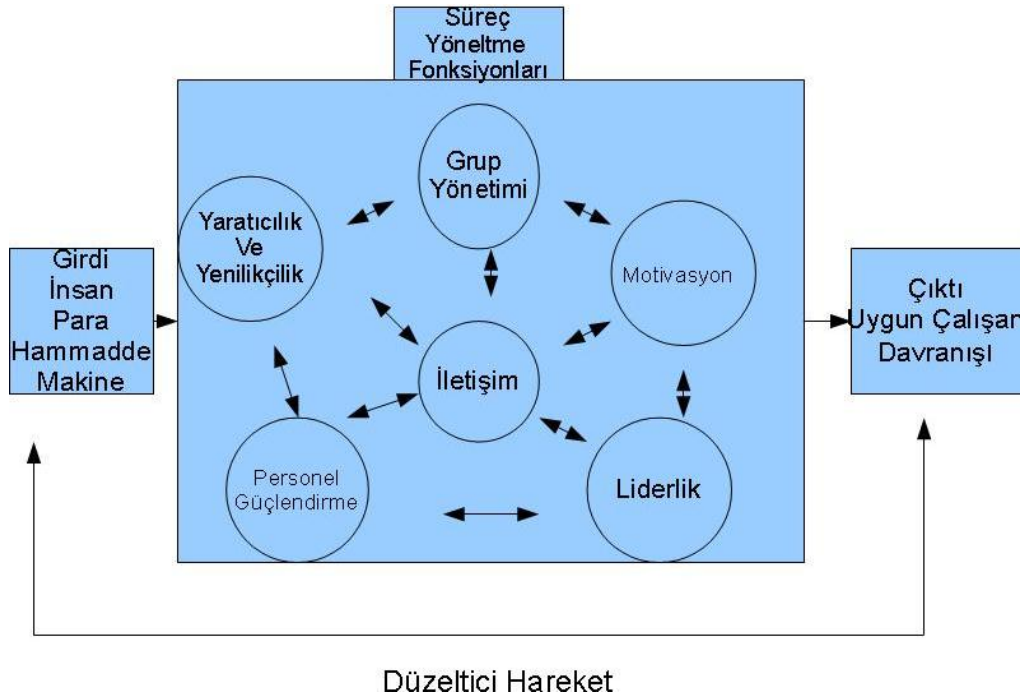 Süreç
Yöneltme
Fonksiyonları
Grup
Yönetimi
Yaratıcılık
Ve
Yenilikçilik
Motivasyon
Girdi
İnsan
Para
Hammadde
Makine
Çıktı
Uygun Çalışan
Davranışı
İletişim
Personel
Güçlendirme
Liderlik
Düzeltici Hareket